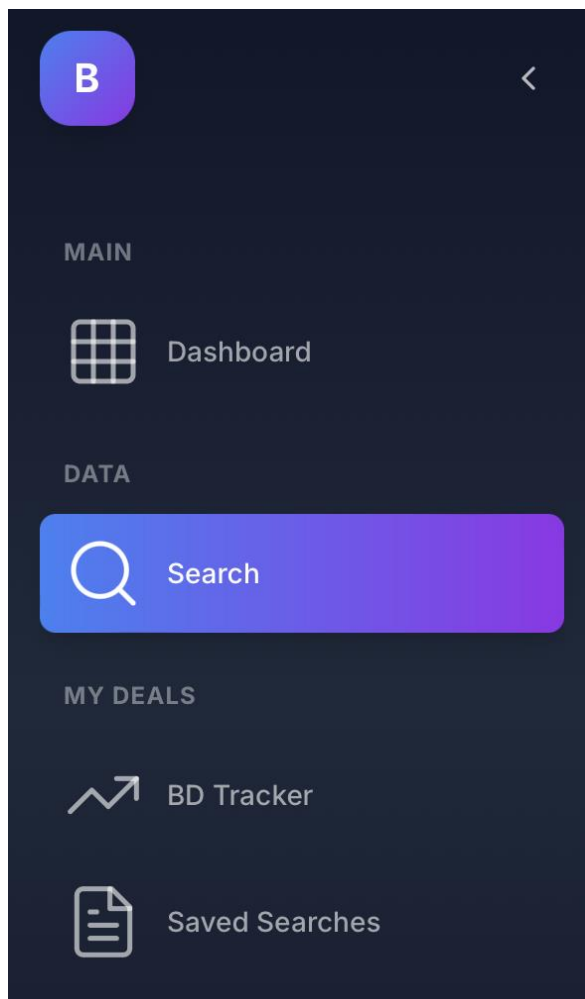 B
MAIN
Dashboard
DATA
Search
MY DEALS
BD Tracker
Saved Searches